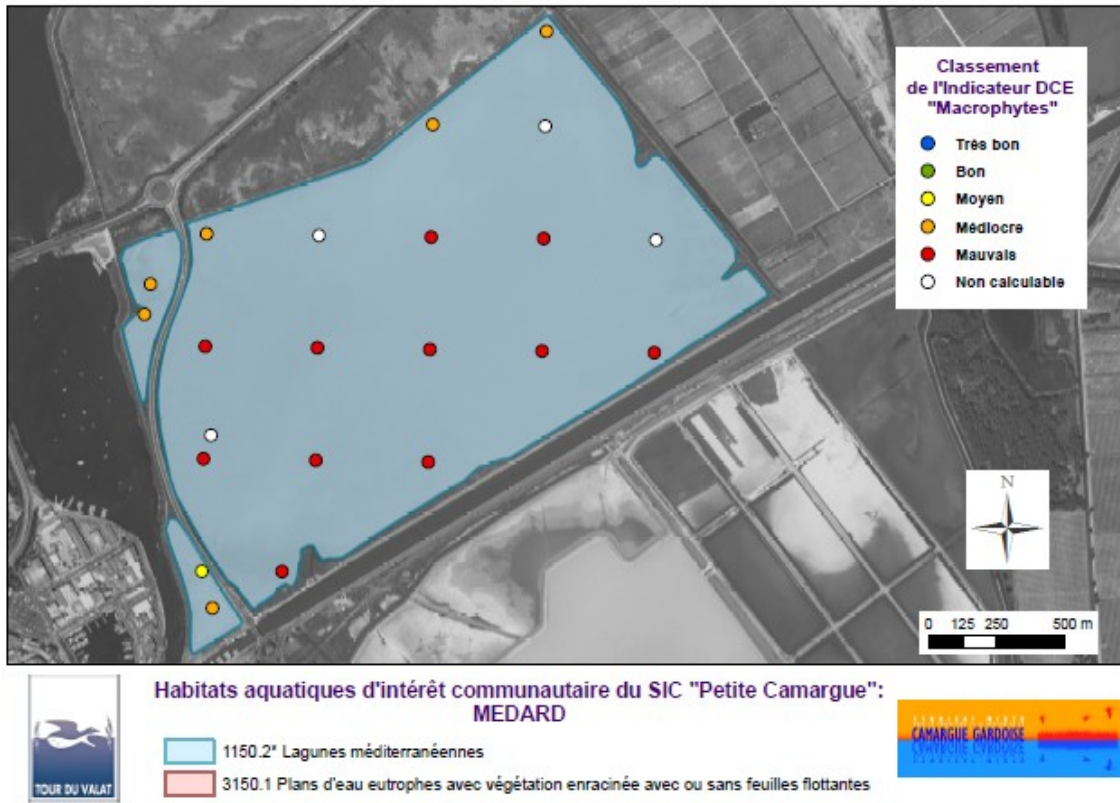 Classement
de l'Indicateur DCE
"Macrophytes"
Très bon
Bon
Moyen
Médiocre
Mauvais
Non calculable
N
0 125 250 500 m
TOUR DU VALAT
Habitats aquatiques d'intérêt communautaire du SIC "Petite Camargue":
MEDARD
1150.2* Lagunes méditerranéennes
3150.1 Plans d'eau eutrophes avec végétation enracinée avec ou sans feuilles flottantes
SYNDICAT MIXTE
CAMARGUE GARDOISE